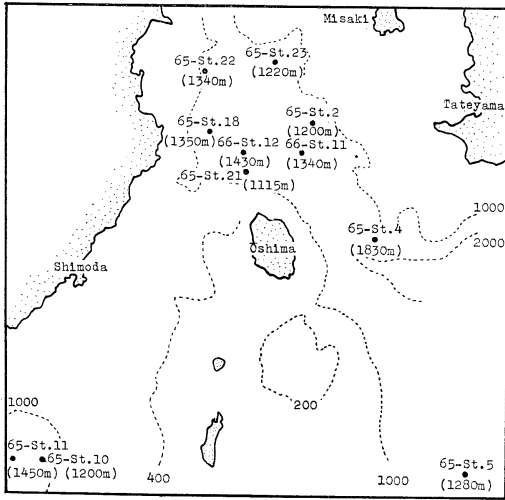 Misaki
65-St.22
(1340m)
65-St.23
(1220m)
Tateyama
65-St.2
(1200m)
65-St.18
(1350m)
66-St.12
(1430m)
66-St.11
(1340m)
65-St.21
(1115m)
1000
2000
65-St.4
(1830m)
Oshima
Shimoda
200
1000
65-St.11
(1450m)
65-St.10
(1200m)
400
1000
65-St.5
(1280m)